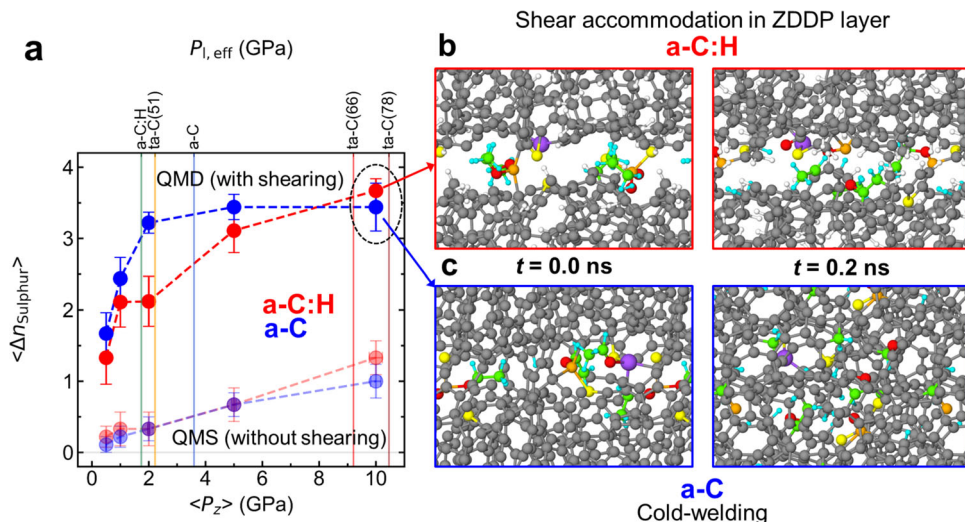 Shear accommodation in ZDDP layer
a
P_l, eff (GPa)
b
a-C:H
a-C:H
ta-C(51)
a-C
ta-C(66)
ta-C(78)
4
3
2
1
0
QMD (with shearing)
a-C:H
a-C
QMS (without shearing)
<Δn_Sulphur>
0 2 4 6 8 10
<P_z> (GPa)
c
t = 0.0 ns
t = 0.2 ns
a-C
Cold-welding